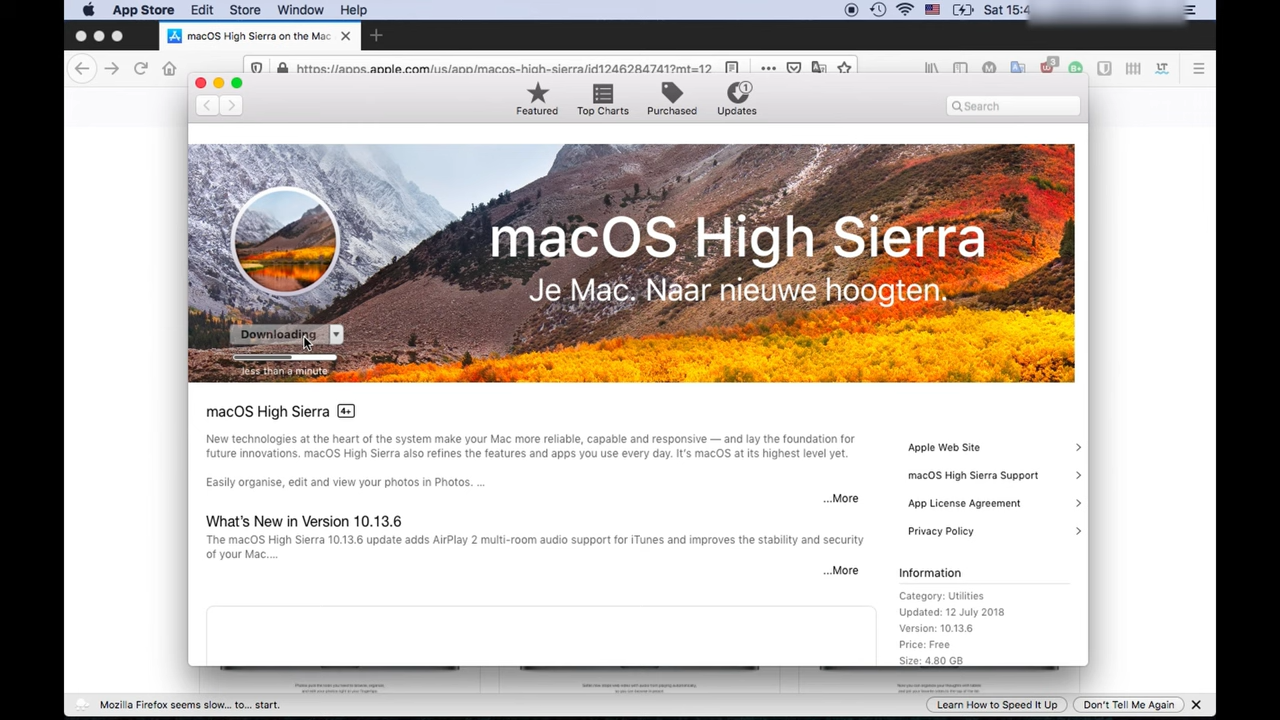 App Store Edit Store Window Help
Sat 15:4
macOS High Sierra on the Mac
https://apps.apple.com/us/app/macos-high-sierra/id1246284741?mt=12
Featured Top Charts Purchased Updates
1
Search
macOS High Sierra
Je Mac. Naar nieuwe hoogten.
Downloading
less than a minute
macOS High Sierra 4+
New technologies at the heart of the system make your Mac more reliable, capable and responsive — and lay the foundation for
future innovations. macOS High Sierra also refines the features and apps you use every day. It's macOS at its highest level yet.
Easily organise, edit and view your photos in Photos. ...
...More
What's New in Version 10.13.6
The macOS High Sierra 10.13.6 update adds AirPlay 2 multi-room audio support for iTunes and improves the stability and security
of your Mac....
...More
Apple Web Site
macOS High Sierra Support
App License Agreement
Privacy Policy
Information
Category: Utilities
Updated: 12 July 2018
Version: 10.13.6
Price: Free
Size: 4.80 GB
Mozilla Firefox seems slow... to... start.
Learn How to Speed It Up
Don't Tell Me Again